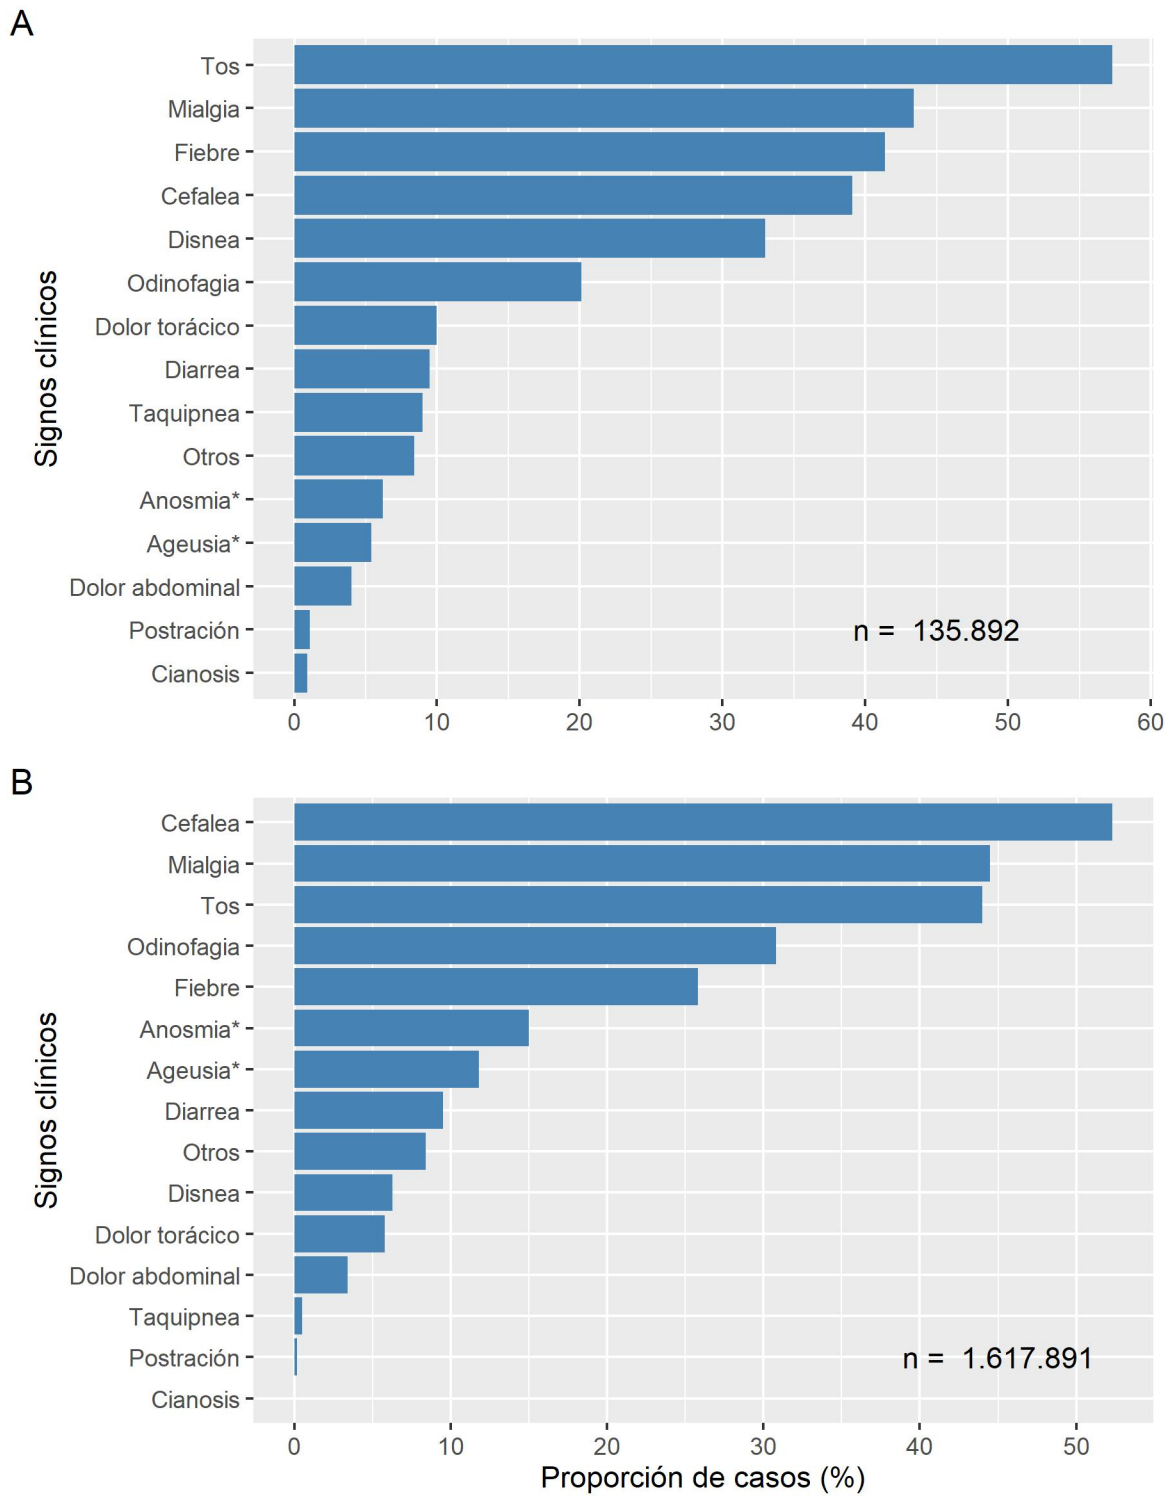 A
Signos clínicos
Tos
Mialgia
Fiebre
Cefalea
Disnea
Odinofagia
Dolor torácico
Diarrea
Taquipnea
Otros
Anosmia*
Ageusia*
Dolor abdominal
Postración
Cianosis
n = 135.892
0 10 20 30 40 50 60
B
Signos clínicos
Cefalea
Mialgia
Tos
Odinofagia
Fiebre
Anosmia*
Ageusia*
Diarrea
Otros
Disnea
Dolor torácico
Dolor abdominal
Taquipnea
Postración
Cianosis
n = 1.617.891
0 10 20 30 40 50
Proporción de casos (%)